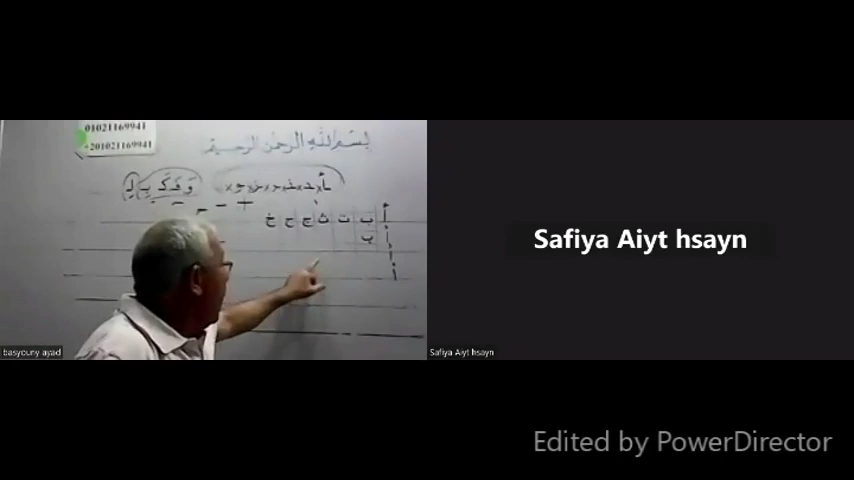 01021169941
+201021169941
بسم الله الرحمن الرحيم
وَ فَ كَ بِ لِ
أ ب ت ث ج ح خ
أ ب
أ
أ
Safiya Aiyt hsayn
basyouny ayad
Safiya Aiyt hsayn
Edited by PowerDirector